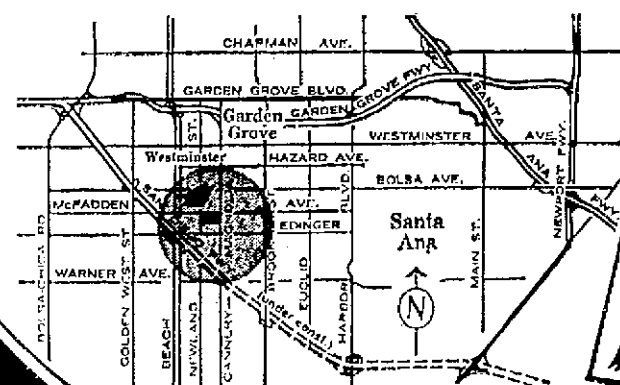 CHAPMAN AVE.
GARDEN GROVE BLVD.
GARDEN GROVE FWY.
SANTA ANA FWY.
Garden
Grove
ST.
WESTMINSTER AVE.
Westminster
HAZARD AVE.
BOLSA AVE.
McFADDEN AVE.
EDINGER
WARNER AVE.
Santa
Ana
N
(under const.)
GOLDEN WEST ST.
BEACH
NEWLAND
CANNERY
MAGNOLIA
EUCLID
HARBOR BLVD.
MAIN ST.
NEWPORT FWY.